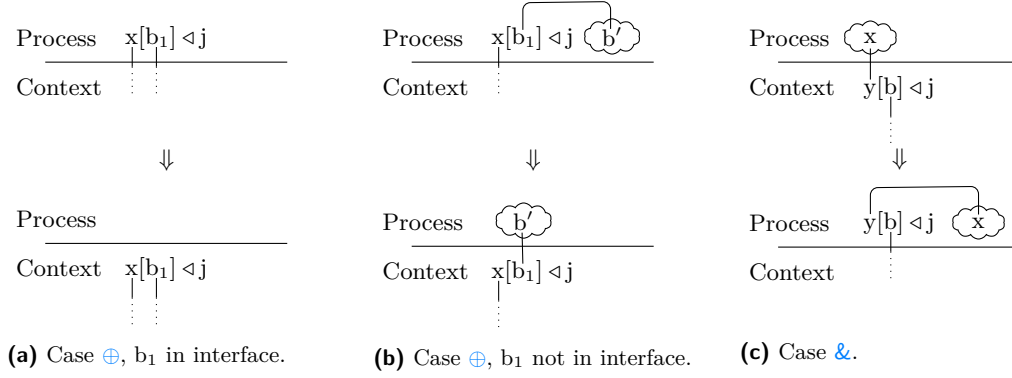 Process x[b₁] ◁ j
Context
⇓
Process
Context x[b₁] ◁ j
(a) Case ⊕, b₁ in interface.
Process x[b₁] ◁ j b′
Context
⇓
b′
Process
Context x[b₁] ◁ j
(b) Case ⊕, b₁ not in interface.
Process x
Context y[b] ◁ j
⇓
Process y[b] ◁ j x
Context
(c) Case &.